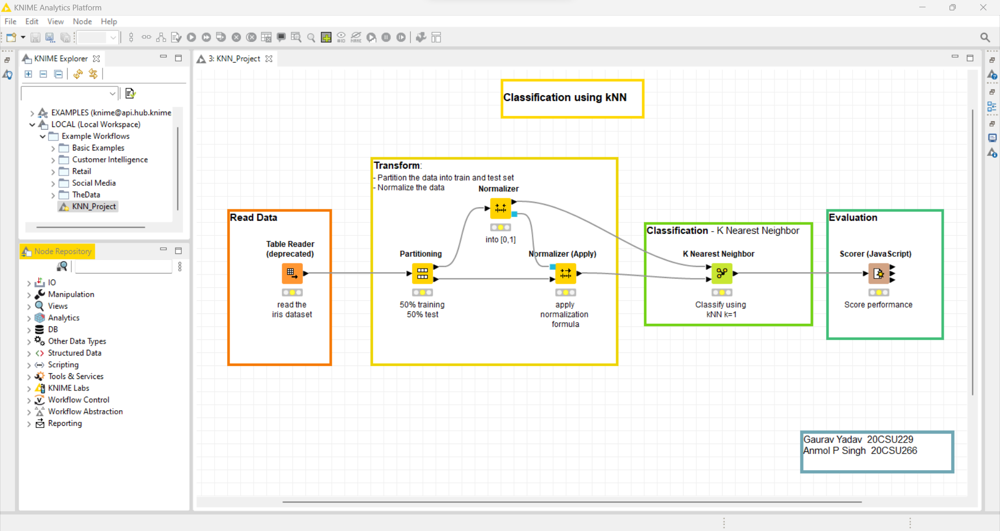 KNIME Analytics Platform
File Edit View Node Help
#ID NAME
KNIME Explorer
3: KNN_Project
EXAMPLES (knime@api.hub.knime
LOCAL (Local Workspace)
Example Workflows
Basic Examples
Customer Intelligence
Retail
Social Media
TheData
KNN_Project
Node Repository
IO
Manipulation
Views
Analytics
DB
Other Data Types
Structured Data
Scripting
Tools & Services
KNIME Labs
Workflow Control
Workflow Abstraction
Reporting
Classification using kNN
Read Data
Table Reader
(deprecated)
read the
iris dataset
Transform:
- Partition the data into train and test set
- Normalize the data
Normalizer
into [0,1]
Partitioning
50% training
50% test
Normalizer (Apply)
apply
normalization
formula
Classification - K Nearest Neighbor
K Nearest Neighbor
Classify using
kNN k=1
Evaluation
Scorer (JavaScript)
Score performance
Gaurav Yadav 20CSU229
Anmol P Singh 20CSU266